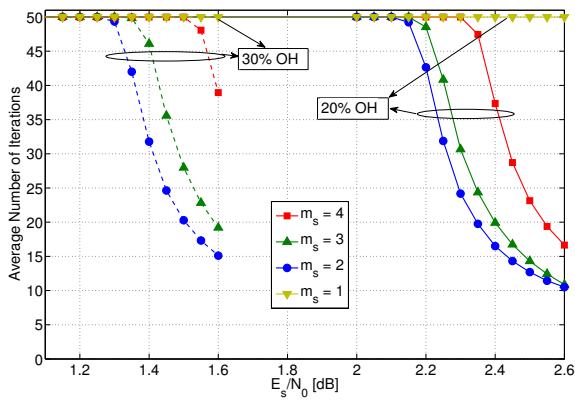 50
45
40
35
30
25
20
15
10
5
0
Average Number of Iterations
30% OH
20% OH
m_s = 4
m_s = 3
m_s = 2
m_s = 1
1.2 1.4 1.6 1.8 2 2.2 2.4 2.6
E_s/N_0 [dB]